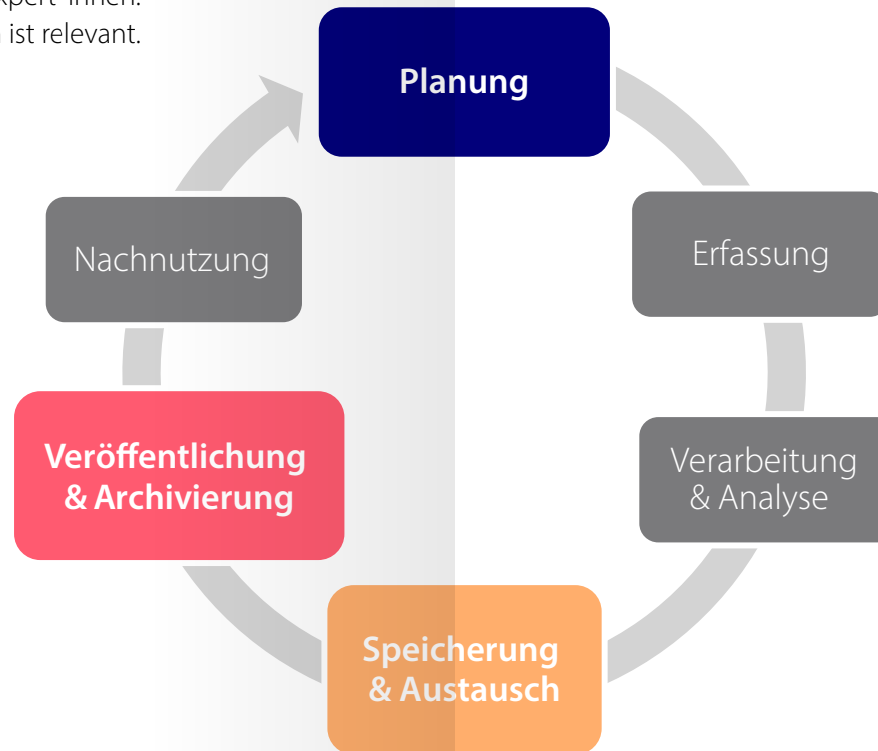 ist relevant.
Planung
Erfassung
Verarbeitung
& Analyse
Speicherung
& Austausch
Veröffentlichung
& Archivierung
Nachnutzung